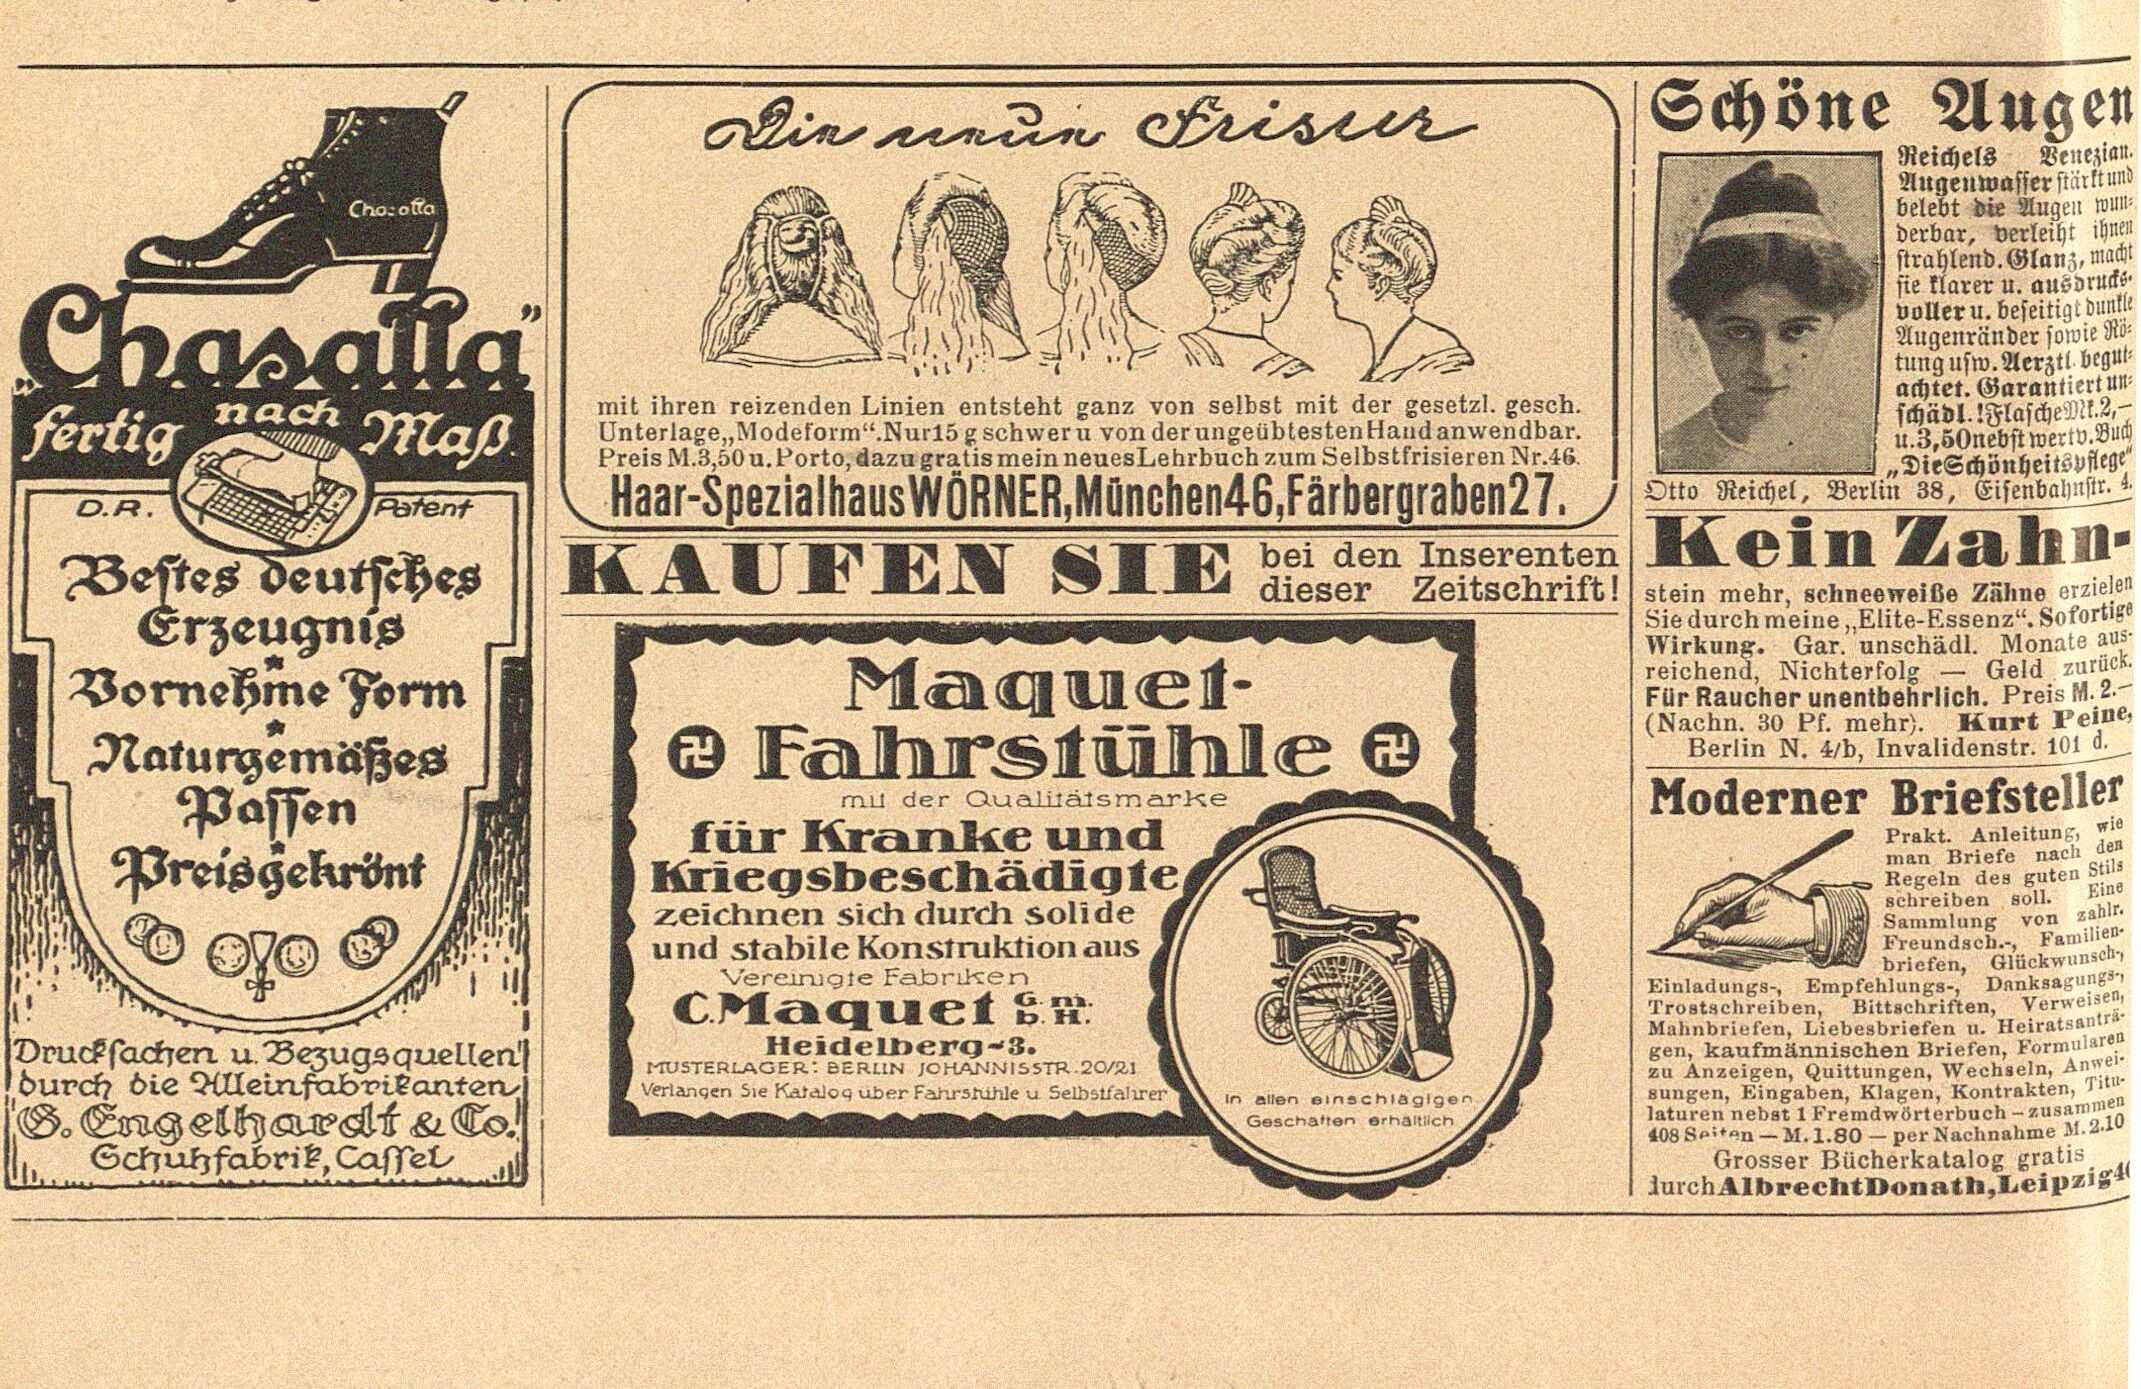 Chasalla
„Chasalla“
fertig nach Maß.
D.R. Patent
Bestes deutsches
Erzeugnis
Vornehme Form
Naturgemäßes
Passen
Preisgekrönt
Drucksachen u. Bezugsquellen
durch die Alleinfabrikanten
G. Engelhardt & Co.
Schuhfabrik, Cassel
Die neue Frisur
mit ihren reizenden Linien entsteht ganz von selbst mit der gesetzl. gesch.
Unterlage „Modeform“. Nur 15 g schwer u von der ungeübtesten Hand anwendbar.
Preis M. 3,50 u. Porto, dazu gratis mein neues Lehrbuch zum Selbstfrisieren Nr. 46.
Haar-Spezialhaus WÖRNER, München 46, Färbergraben 27.
KAUFEN SIE bei den Inserenten
dieser Zeitschrift!
Maquet-
Fahrstühle
mit der Qualitätsmarke
für Kranke und
Kriegsbeschädigte
zeichnen sich durch solide
und stabile Konstruktion aus
Vereinigte Fabriken
C. Maquet G.m.b.H.
Heidelberg-3.
MUSTERLAGER: BERLIN JOHANNISSTR. 20/21
Verlangen Sie Katalog über Fahrstühle u Selbstfahrer
In allen einschlägigen
Geschäften erhältlich
Schöne Augen
Reichels Venezian.
Augenwasser stärkt und
belebt die Augen wun-
derbar, verleiht ihnen
strahlend. Glanz, macht
sie klarer u. ausdrucks-
voller u. beseitigt dunkle
Augenränder sowie Rö-
tung usw. Aerztl. begut-
achtet. Garantiert un-
schädl.! Flasche Mk. 2,—
u. 3,50 nebst wertv. Buch
„Die Schönheitspflege“
Otto Reichel, Berlin 38, Eisenbahnstr. 4.
Kein Zahn-
stein mehr, schneeweiße Zähne erzielen
Sie durch meine „Elite-Essenz“. Sofortige
Wirkung. Gar. unschädl. Monate aus-
reichend, Nichterfolg — Geld zurück.
Für Raucher unentbehrlich. Preis M. 2.—
(Nachn. 30 Pf. mehr). Kurt Peine,
Berlin N. 4/b, Invalidenstr. 101 d.
Moderner Briefsteller
Prakt. Anleitung, wie
man Briefe nach den
Regeln des guten Stils
schreiben soll. Eine
Sammlung von zahlr.
Freundsch.-, Familien-
briefen, Glückwunsch-,
Einladungs-, Empfehlungs-, Danksagungs-,
Trostschreiben, Bittschriften, Verweisen,
Mahnbriefen, Liebesbriefen u. Heiratsanträ-
gen, kaufmännischen Briefen, Formularen
zu Anzeigen, Quittungen, Wechseln, Anwei-
sungen, Eingaben, Klagen, Kontrakten, Titu-
laturen nebst 1 Fremdwörterbuch — zusammen
408 Seiten — M. 1.80 — per Nachnahme M. 2.10
Grosser Bücherkatalog gratis
durch Albrecht Donath, Leipzig